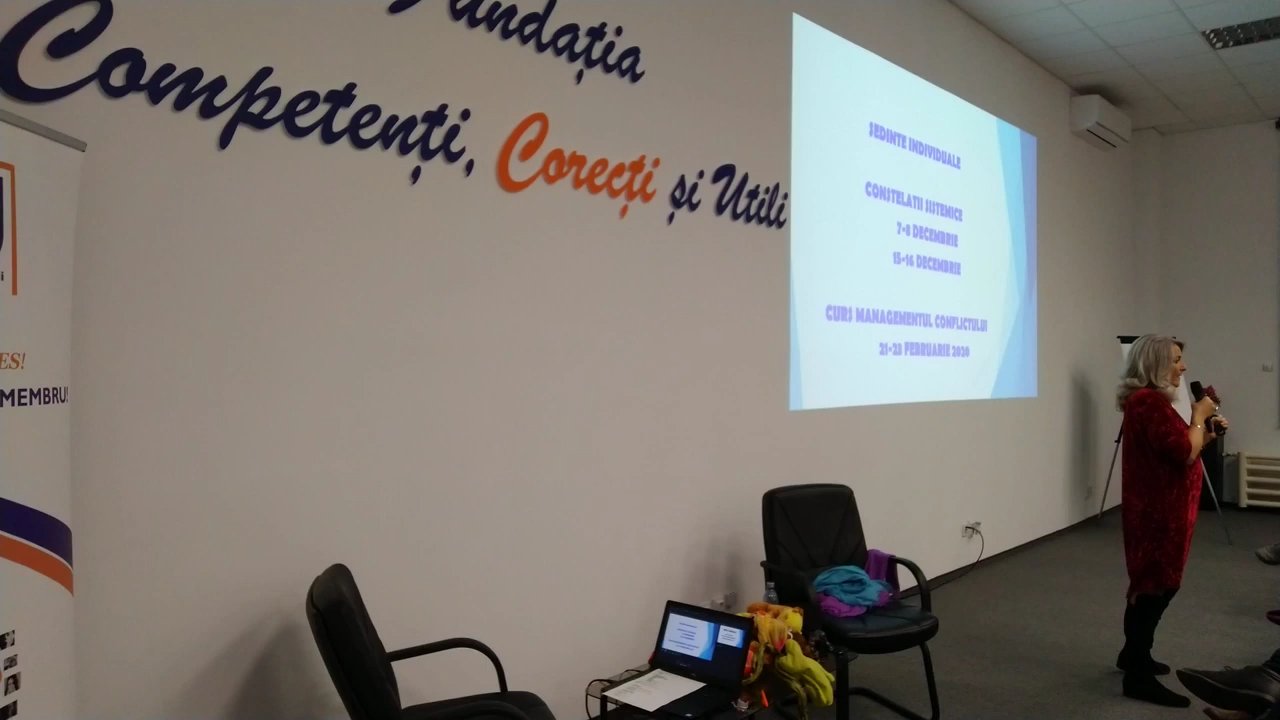 Fundația
Competenți, Corecți și Utili
SEDINTE INDIVIDUALE
CONSTELATII SISTEMICE
7-8 DECEMBRIE
15-16 DECEMBRIE
CURS MANAGEMENTUL CONFLICTULUI
21-23 FEBRUARIE 2020
ES!
MEMBRU